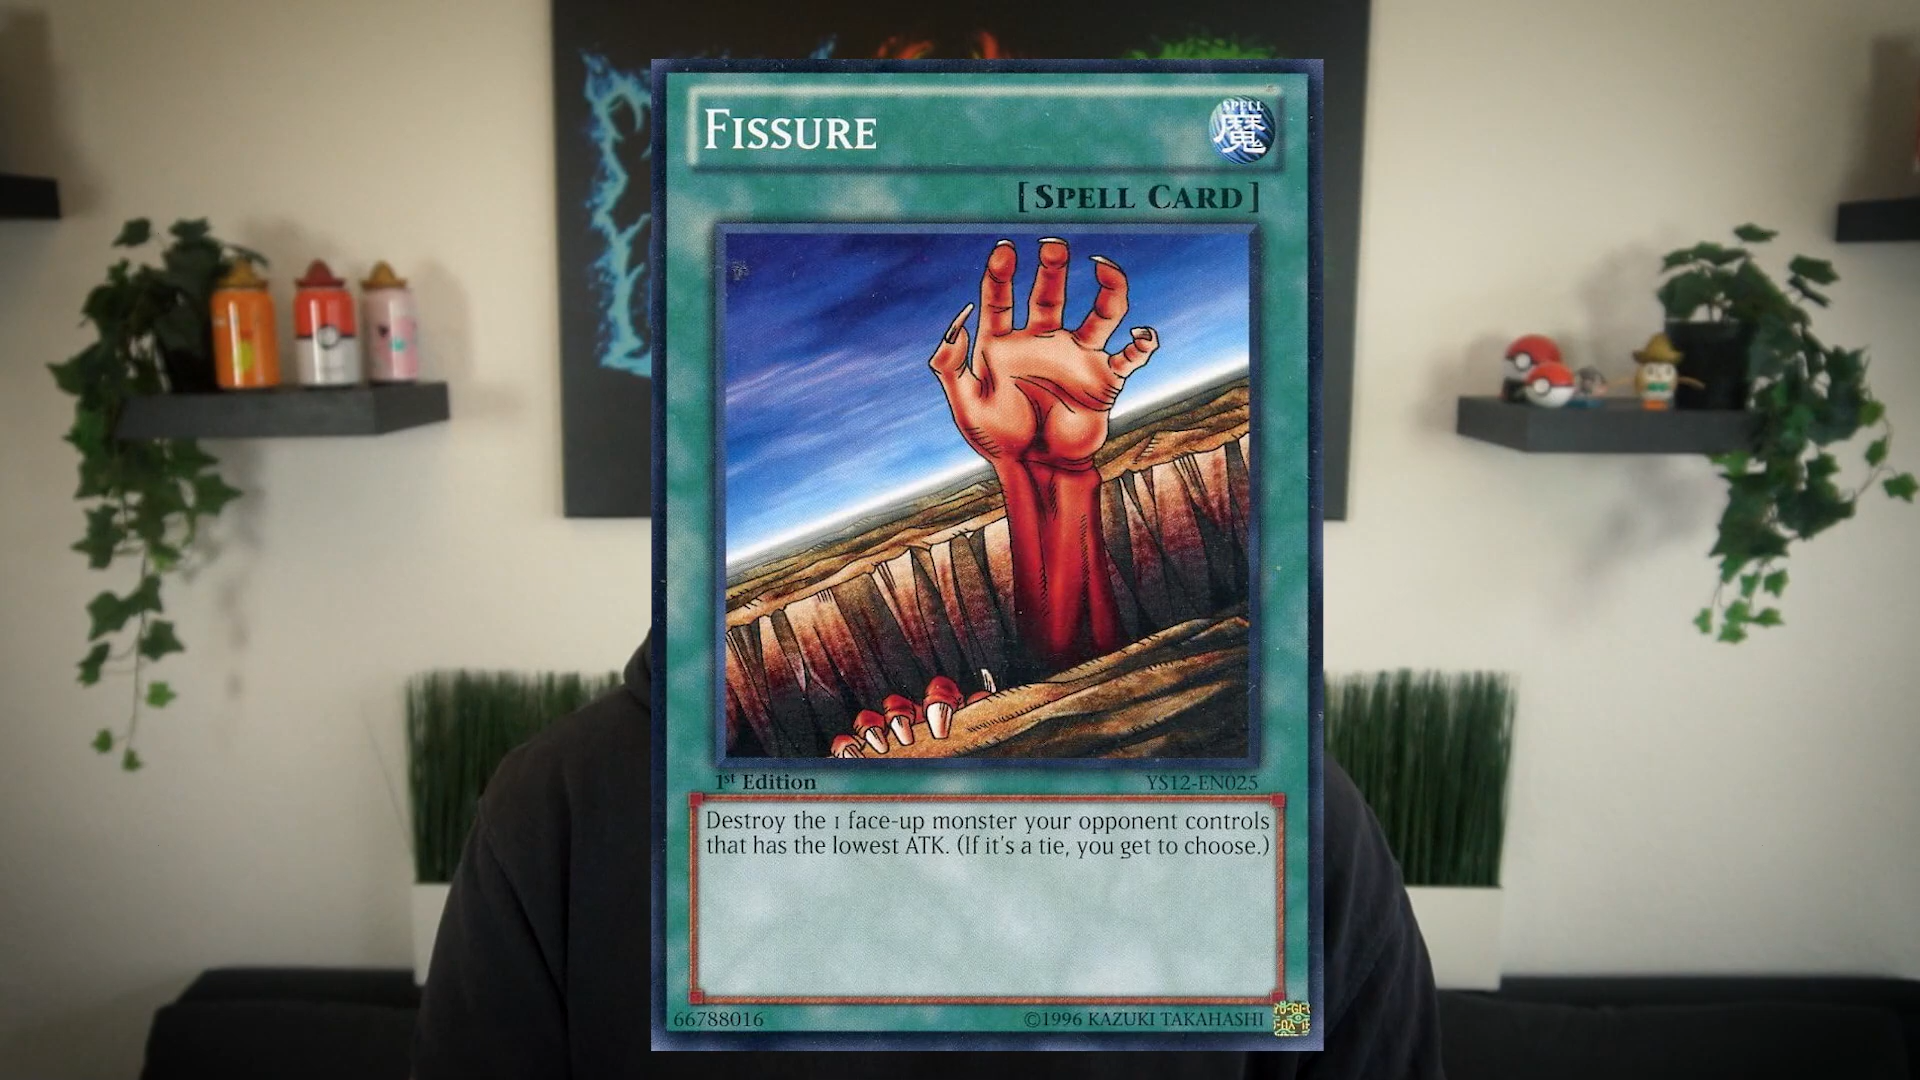 Fissure
SPELL
魔
[Spell Card]
1st Edition
YS12-EN025
Destroy the 1 face-up monster your opponent controls
that has the lowest ATK. (If it's a tie, you get to choose.)
66788016
©1996 KAZUKI TAKAHASHI